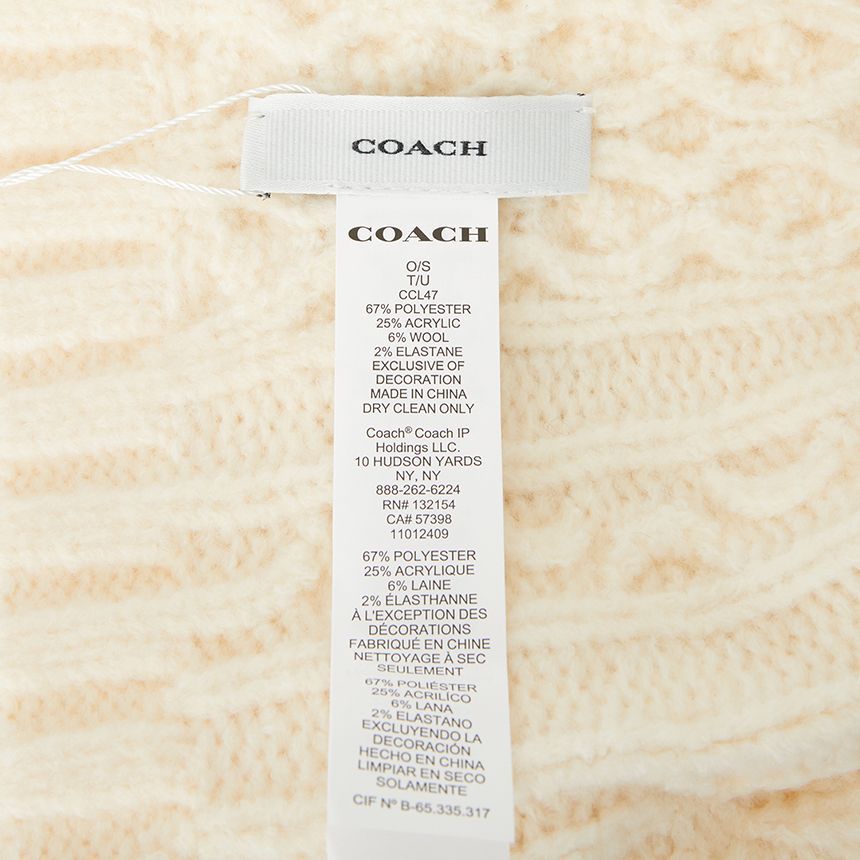 COACH
COACH
O/S
T/U
CCL47
67% POLYESTER
25% ACRYLIC
6% WOOL
2% ELASTANE
EXCLUSIVE OF
DECORATION
MADE IN CHINA
DRY CLEAN ONLY
Coach® Coach IP
Holdings LLC.
10 HUDSON YARDS
NY, NY
888-262-6224
RN# 132154
CA# 57398
11012409
67% POLYESTER
25% ACRYLIQUE
6% LAINE
2% ÉLASTHANNE
À L'EXCEPTION DES
DÉCORATIONS
FABRIQUÉ EN CHINE
NETTOYAGE À SEC
SEULEMENT
67% POLIÉSTER
25% ACRÍLICO
6% LANA
2% ELASTANO
EXCLUYENDO LA
DECORACIÓN
HECHO EN CHINA
LIMPIAR EN SECO
SOLAMENTE
CIF Nº B-65.335.317